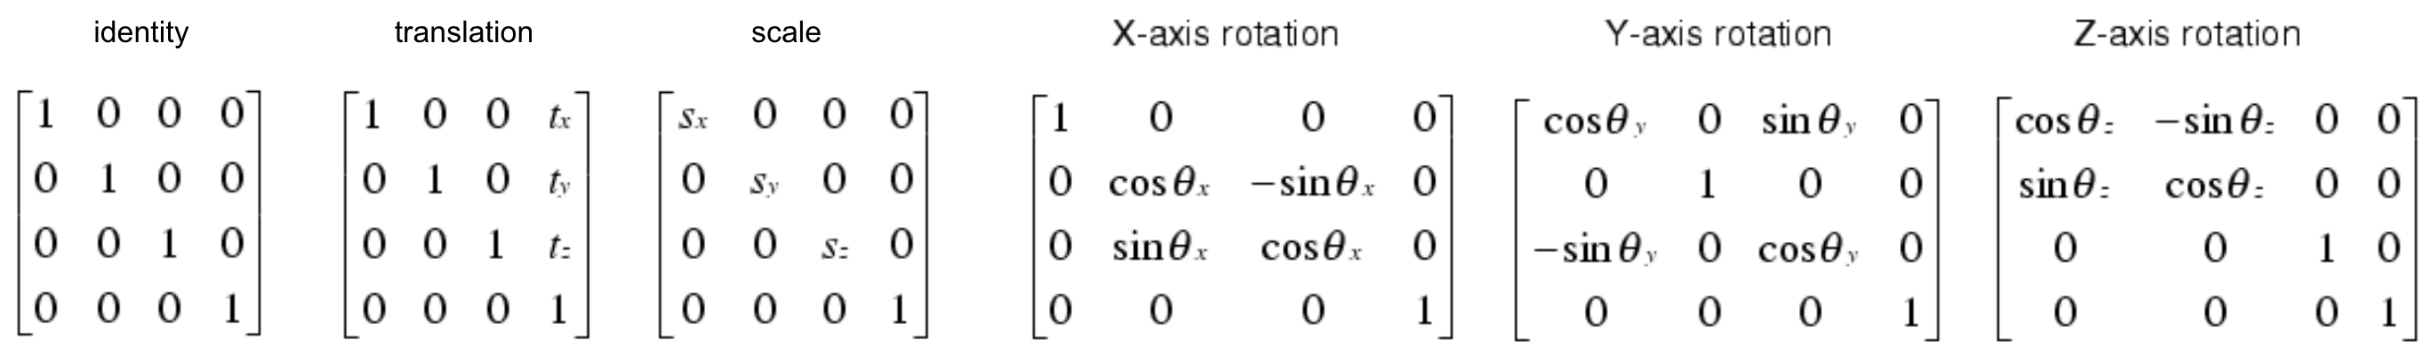 identity translation scale X-axis rotation Y-axis rotation Z-axis rotation
1 0 0 0 1 0 0 tx sx 0 0 0 1 0 0 0 cosθy 0 sinθy 0 cosθz −sinθz 0 0
0 1 0 0 0 1 0 ty 0 sy 0 0 0 cosθx −sinθx 0 0 1 0 0 sinθz cosθz 0 0
0 0 1 0 0 0 1 tz 0 0 sz 0 0 sinθx cosθx 0 −sinθy 0 cosθy 0 0 0 1 0
0 0 0 1 0 0 0 1 0 0 0 1 0 0 0 1 0 0 0 1 0 0 0 1